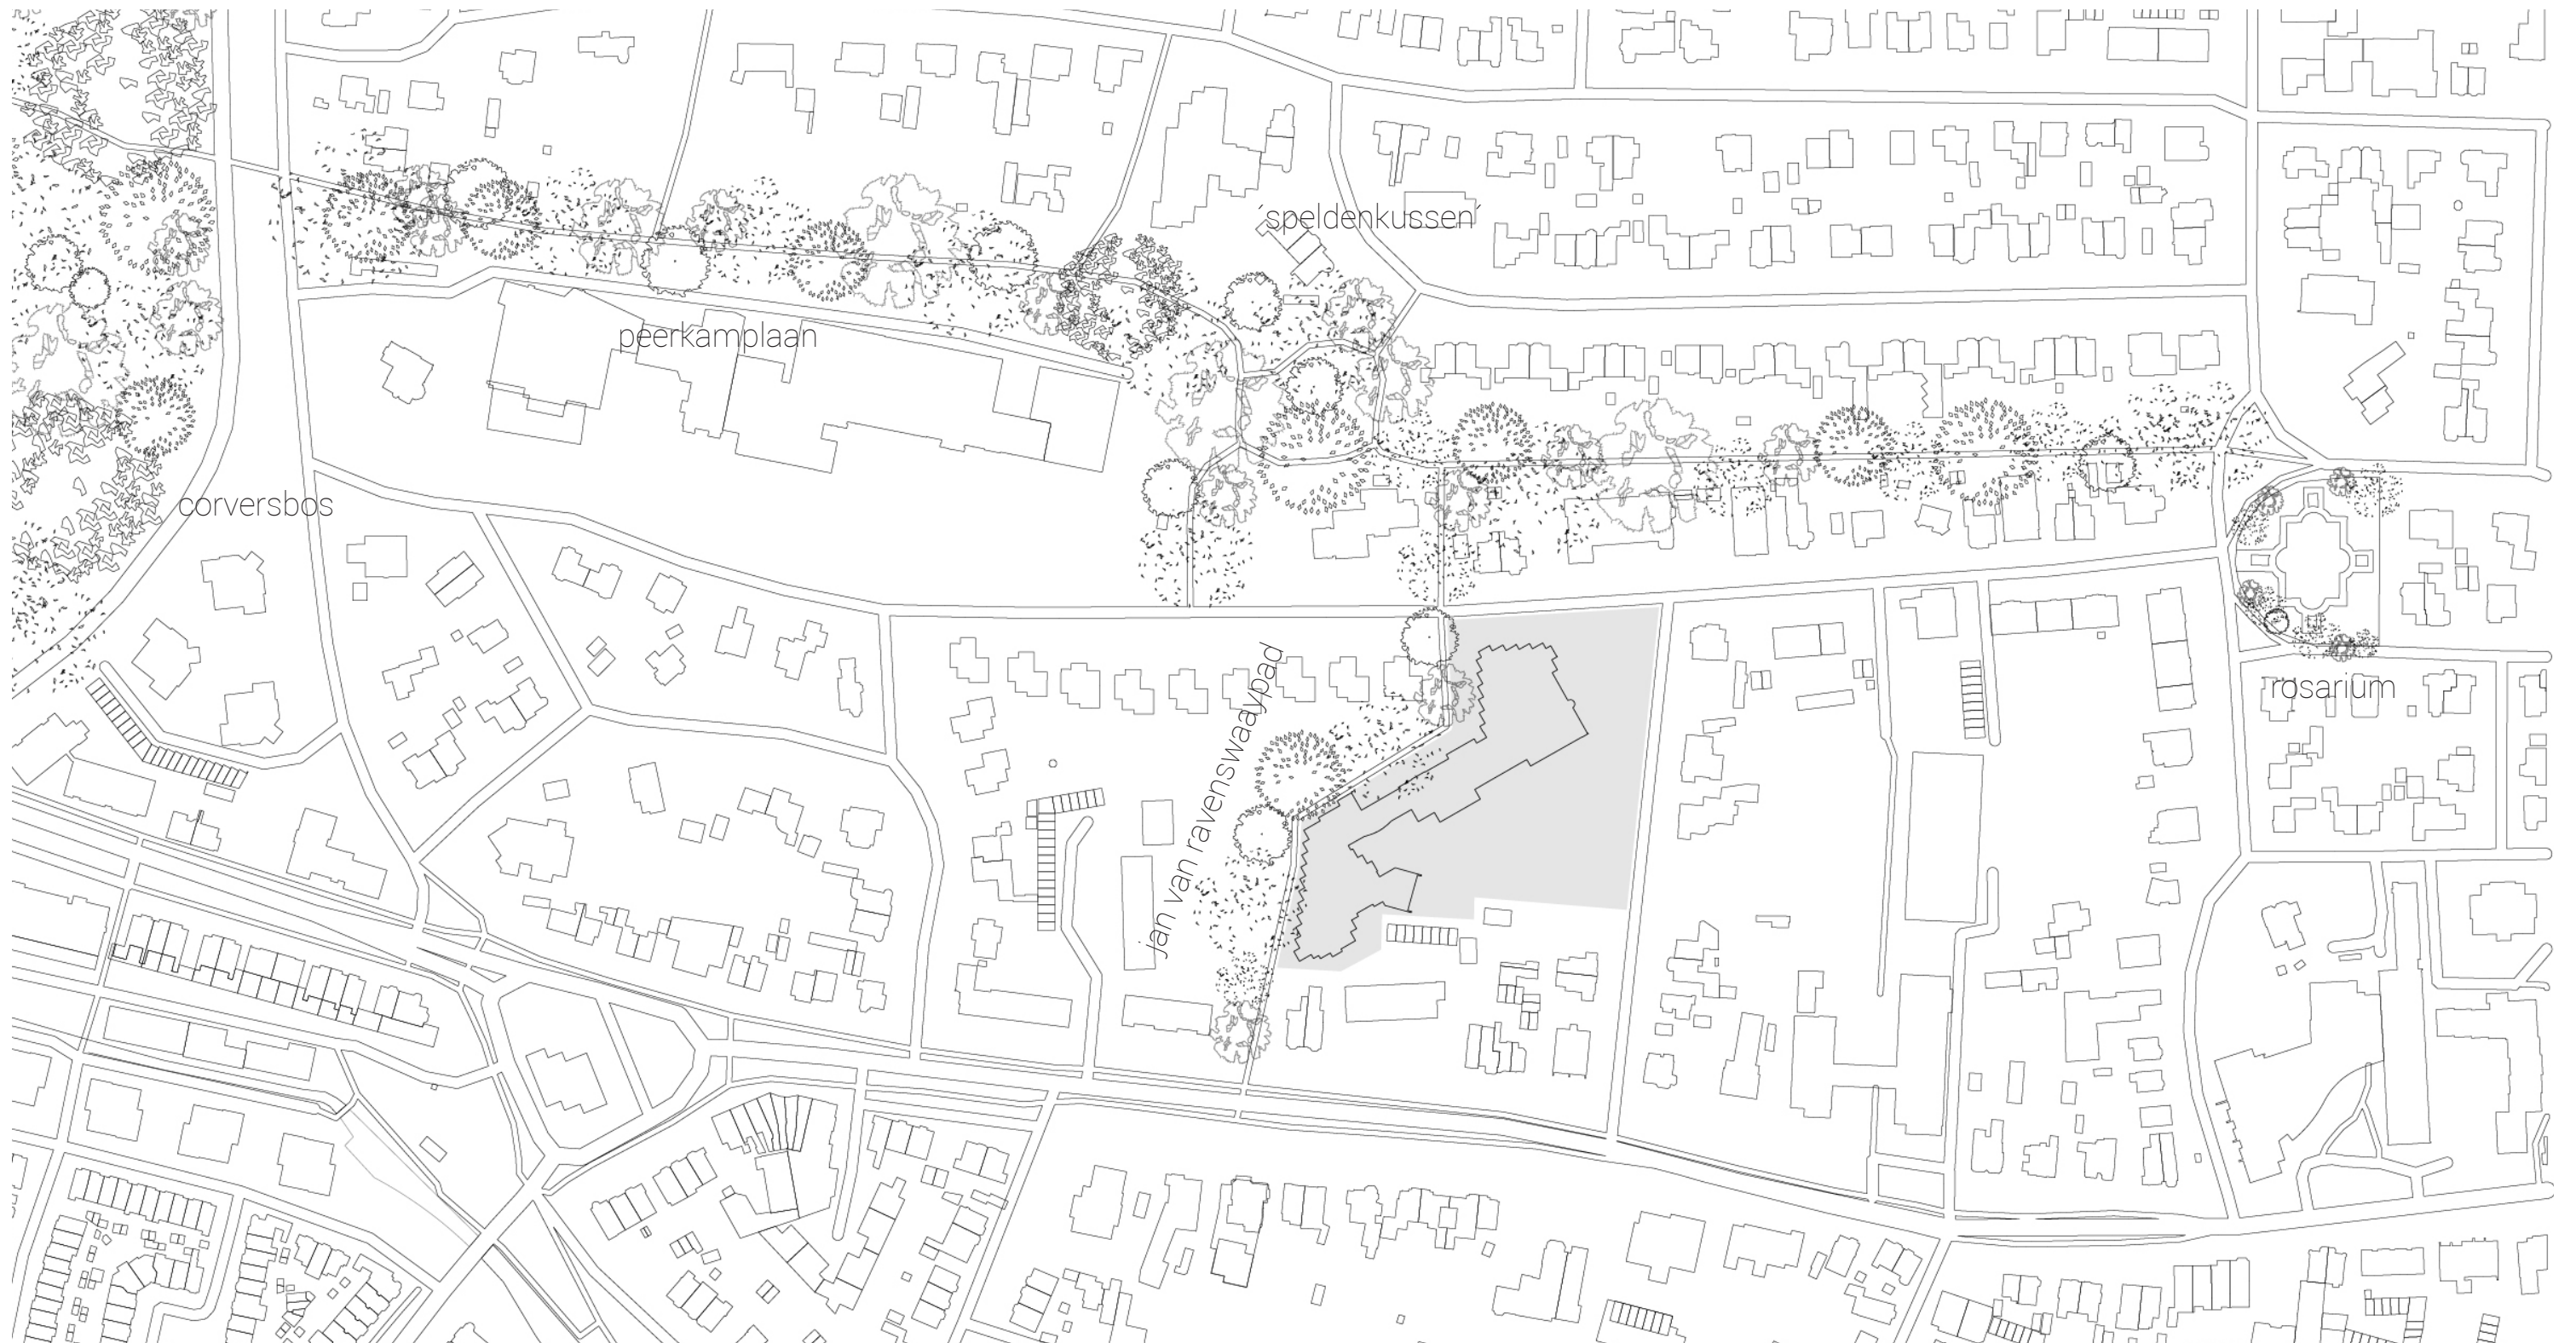 ´speldenkussen´
peerkamplaan
corversbos
jan van ravenswaaypad
rosarium